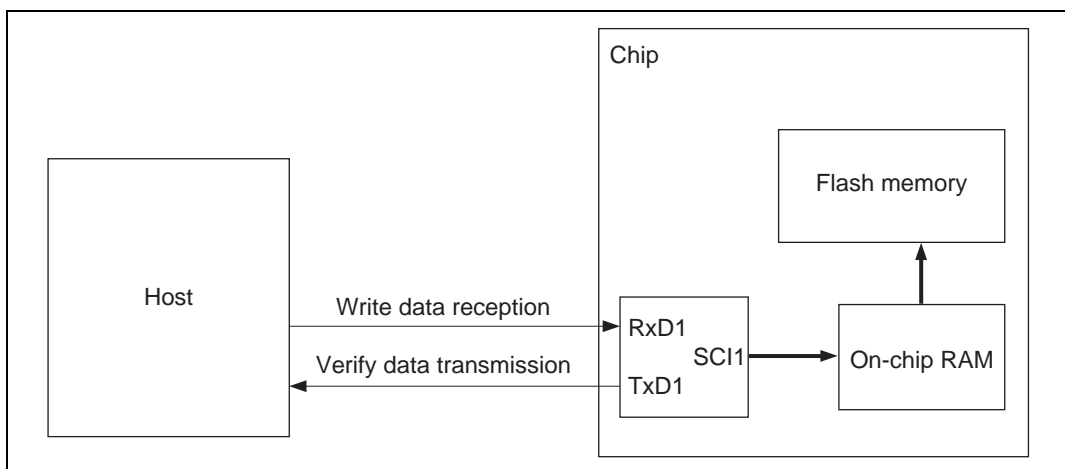 Chip
Flash memory
Host
Write data reception
RxD1
SCI1
On-chip RAM
Verify data transmission
TxD1